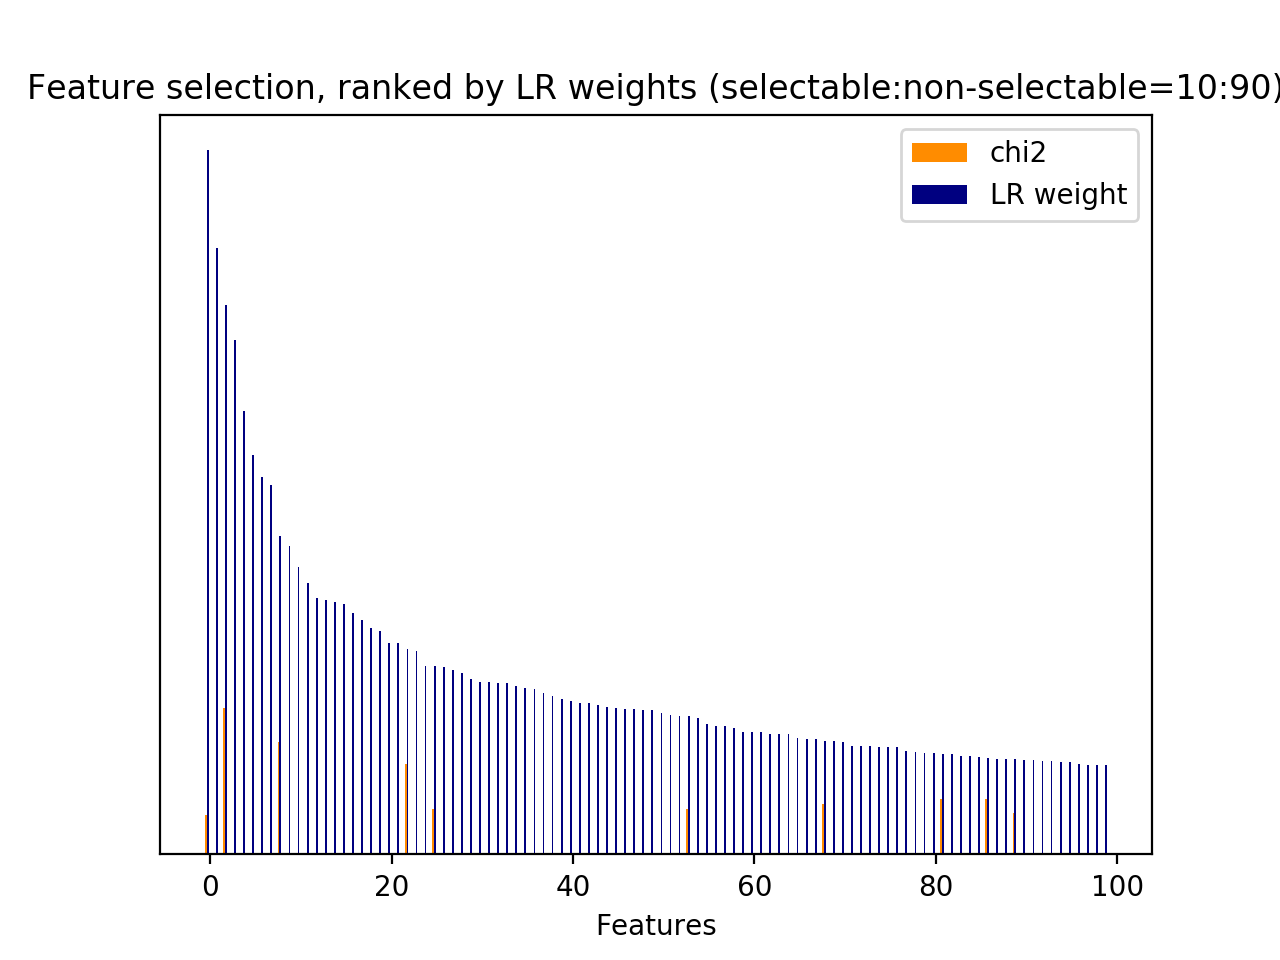 Feature selection, ranked by LR weights (selectable:non-selectable=10:90)
chi2
LR weight
0 20 40 60 80 100
Features